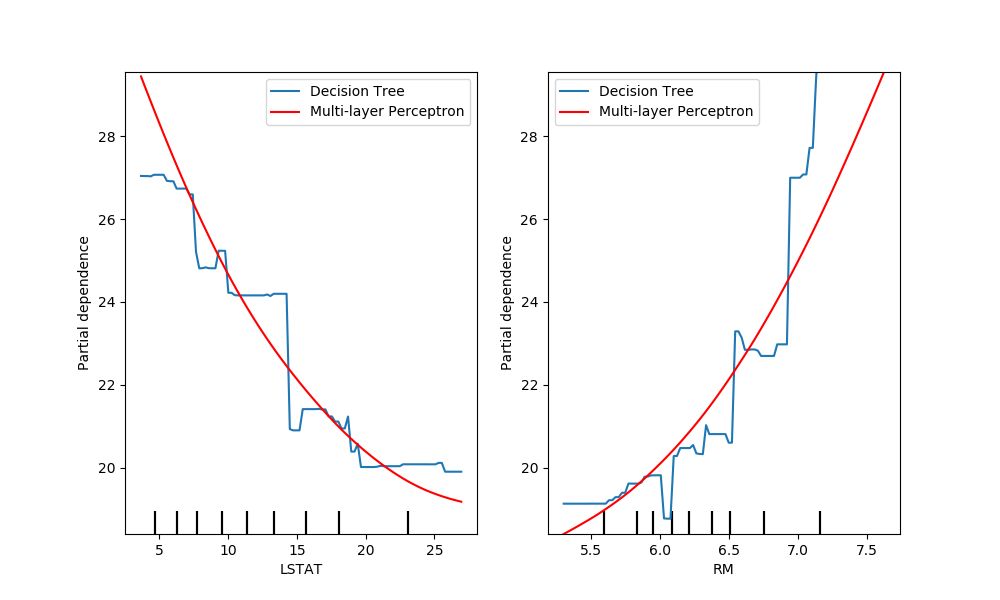 Decision Tree
Multi-layer Perceptron
28
26
24
22
20
Partial dependence
5
10
15
20
25
LSTAT
Decision Tree
Multi-layer Perceptron
28
26
24
22
20
Partial dependence
5.5
6.0
6.5
7.0
7.5
RM